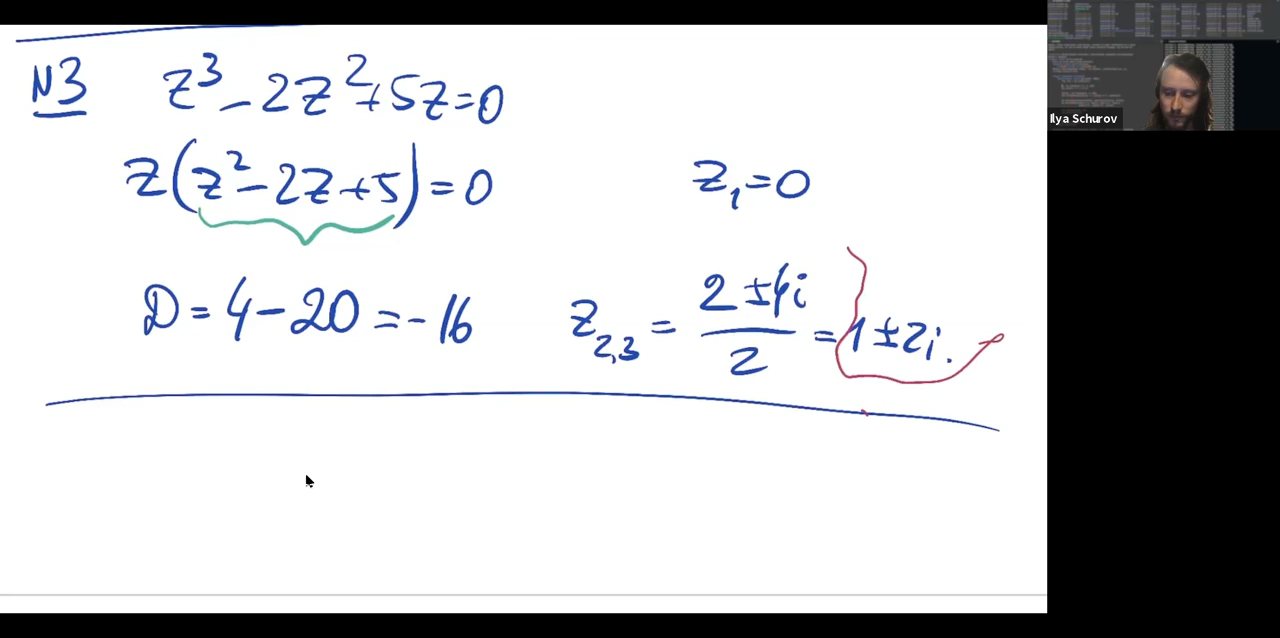 N3 z³ - 2z² + 5z = 0
z(z² - 2z + 5) = 0 z₁ = 0
D = 4 - 20 = -16 z₂,₃ = (2 ± 4i)/2 = 1 ± 2i.
Ilya Schurov